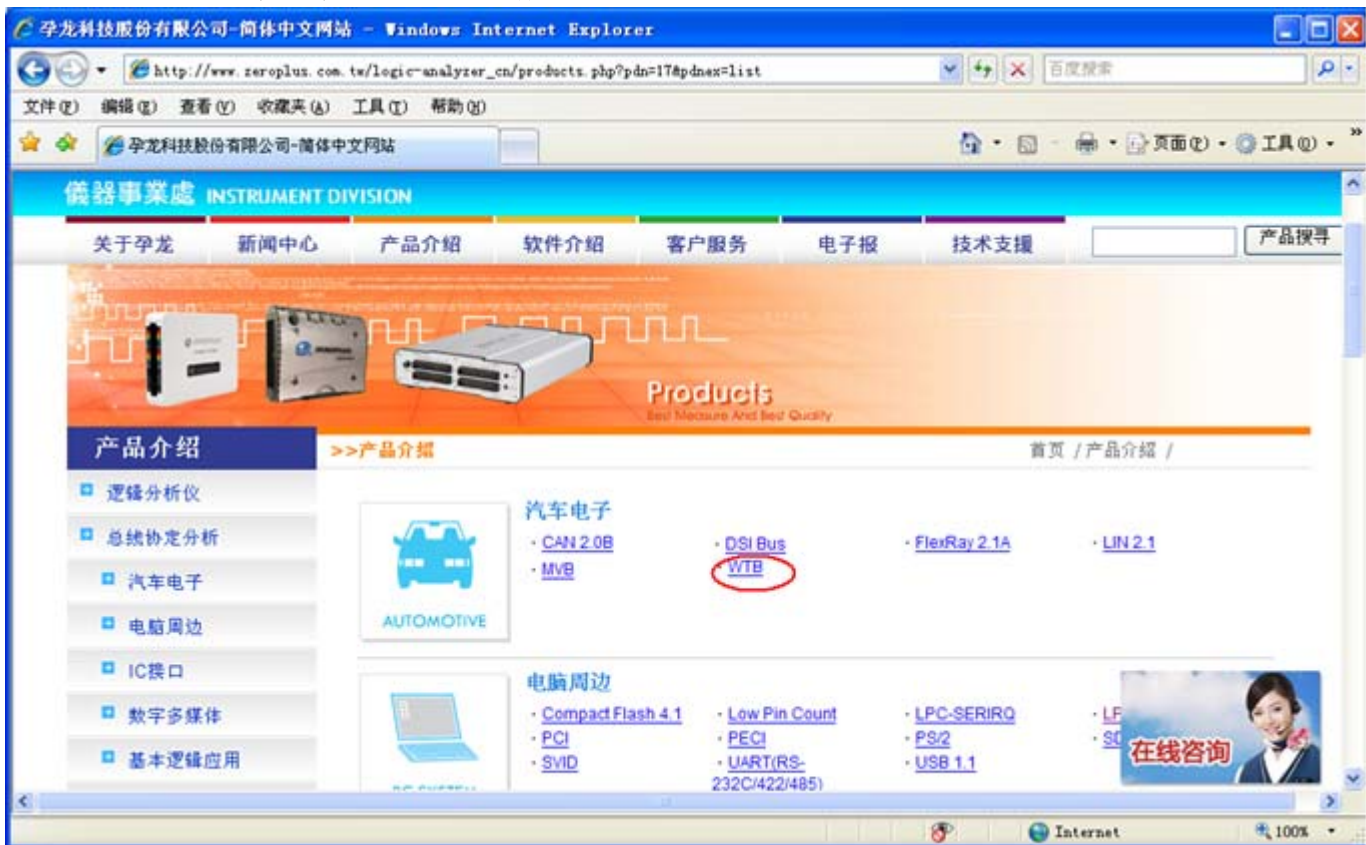 孕龙科技股份有限公司-简体中文网站 - Windows Internet Explorer
http://www.zeroplus.com.tw/logic-analyzer_cn/products.php?pdn=17&pdnex=list
百度搜索
文件(F) 编辑(E) 查看(V) 收藏夹(A) 工具(T) 帮助(H)
孕龙科技股份有限公司-简体中文网站
页面(P) 工具(O)
儀器事業處 INSTRUMENT DIVISION
关于孕龙 新闻中心 产品介绍 软件介绍 客户服务 电子报 技术支援 产品搜寻
Products
Best Measure And Best Quality
产品介绍
>>产品介绍
首页 / 产品介绍 /
逻辑分析仪
总线协定分析
汽车电子
电脑周边
IC接口
数字多媒体
基本逻辑应用
AUTOMOTIVE
汽车电子
· CAN 2.0B · DSI Bus · FlexRay 2.1A · LIN 2.1
· MVB · WTB
电脑周边
· Compact Flash 4.1 · Low Pin Count · LPC-SERIRQ
· PCI · PECI · PS/2
· SVID · UART(RS-232C/422/485) · USB 1.1
在线咨询
Internet 100%